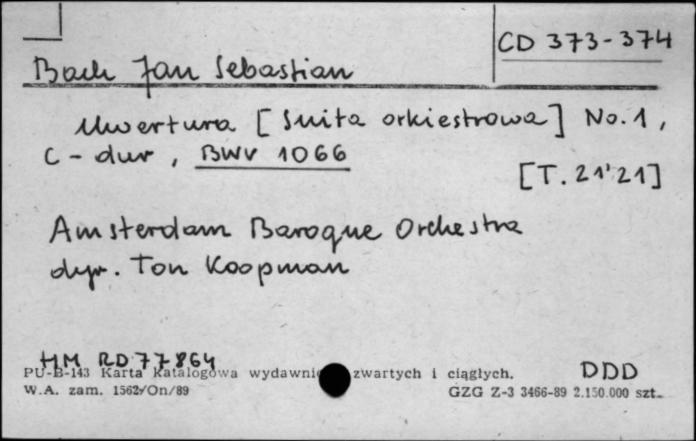 CD 373-374
Bach Jan Sebastian
Uwertura [Suita orkiestrowa] No. 1,
C-dur, BWV 1066
[T. 21'21]
Amsterdam Baroque Orchestra
dyr. Ton Koopman
HM RD 77864
DDD
PU-B-143 Karta katalogowa wydawni zwartych i ciągłych.
W.A. zam. 1562/On/89 GZG Z-3 3466-89 2.150.000 szt.